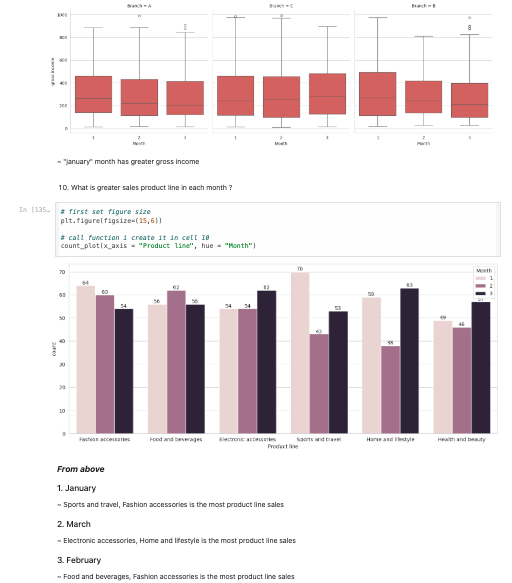 Branch = A
Branch = C
Branch = B
1000
800
600
400
200
0
gross income
1 2 3
1 2 3
1 2 3
Month
Month
Month
~ "january" month has greater gross income
10. What is greater sales product line in each month ?
In [135…
# first set figure size
plt.figure(figsize=(15,6))
# call function i create it in cell 10
count_plot(x_axis = "Product line", hue = "Month")
Month
1
2
3
70
60
50
40
30
20
10
0
count
64 60 54
56 62 56
54 54 62
70 43 53
59 38 63
49 46 57
Fashion accessories
Food and beverages
Electronic accessories
Sports and travel
Home and lifestyle
Health and beauty
Product line
From above
1. January
~ Sports and travel, Fashion accessories is the most product line sales
2. March
~ Electronic accessories, Home and lifestyle is the most product line sales
3. February
~ Food and beverages, Fashion accessories is the most product line sales